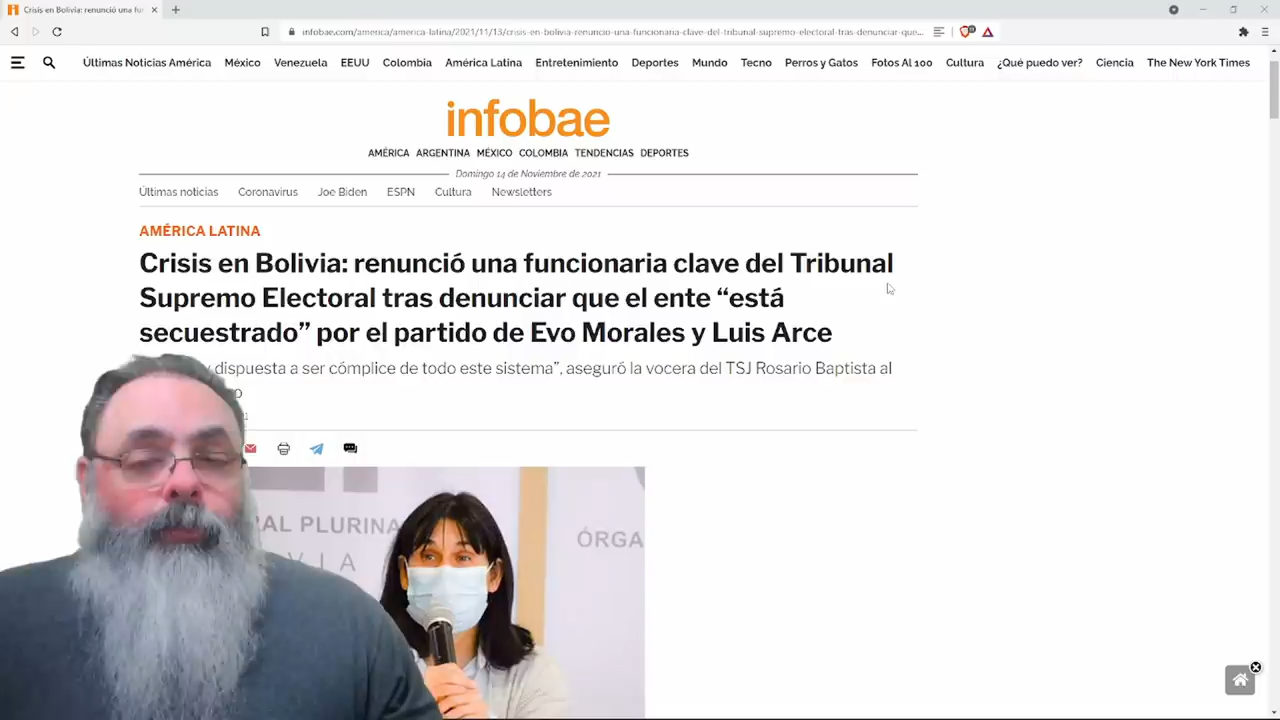 Crisis en Bolivia: renunció una fu
infobae.com/america/america-latina/2021/11/13/crisis-en-bolivia-renuncio-una-funcionaria-clave-del-tribunal-supremo-electoral-tras-denunciar-que...
Últimas Noticias América México Venezuela EEUU Colombia América Latina Entretenimiento Deportes Mundo Tecno Perros y Gatos Fotos Al 100 Cultura ¿Qué puedo ver? Ciencia The New York Times
infobae
AMÉRICA ARGENTINA MÉXICO COLOMBIA TENDENCIAS DEPORTES
Domingo 14 de Noviembre de 2021
Últimas noticias Coronavirus Joe Biden ESPN Cultura Newsletters
AMÉRICA LATINA
Crisis en Bolivia: renunció una funcionaria clave del Tribunal
Supremo Electoral tras denunciar que el ente “está
secuestrado” por el partido de Evo Morales y Luis Arce
dispuesta a ser cómplice de todo este sistema”, aseguró la vocera del TSJ Rosario Baptista al
AL PLURINA
ÓRGA